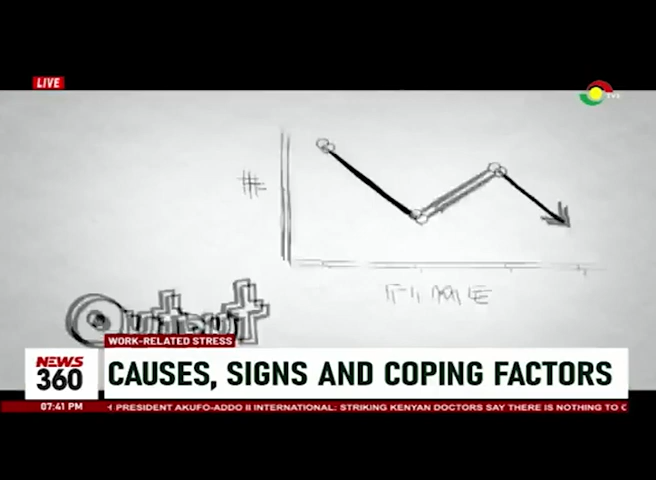 LIVE
#
TIME
Output
WORK-RELATED STRESS
NEWS
360
CAUSES, SIGNS AND COPING FACTORS
07:41 PM
PRESIDENT AKUFO-ADDO II INTERNATIONAL: STRIKING KENYAN DOCTORS SAY THERE IS NOTHING TO